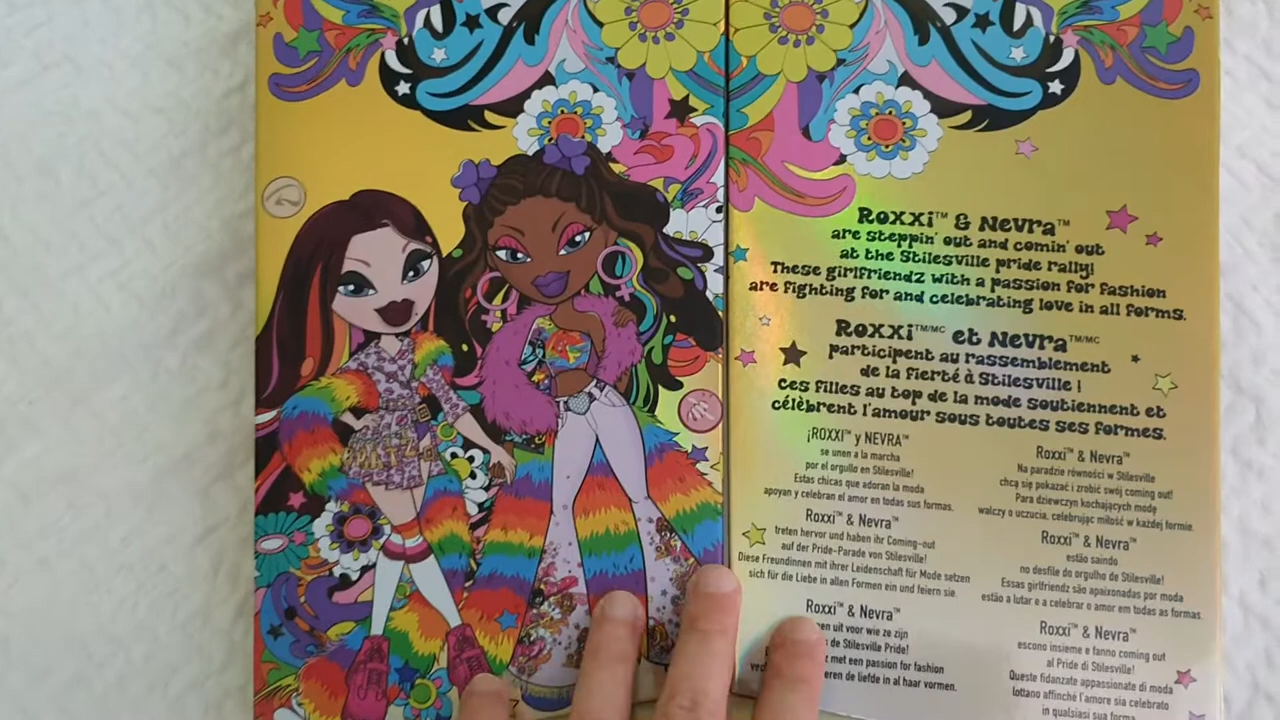 Roxxi™ & Nevra™
are steppin' out and comin' out
at the Stilesville pride rally!
These girlfriendz with a passion for fashion
are fighting for and celebrating love in all forms.
Roxxi™/MC et Nevra™/MC
participent au rassemblement
de la fierté à Stilesville !
Ces filles au top de la mode soutiennent et
célèbrent l'amour sous toutes ses formes.
¡ROXXI™ y NEVRA™
se unen a la marcha
por el orgullo en Stilesville!
Estas chicas que adoran la moda
apoyan y celebran el amor en todas sus formas.
Roxxi™ & Nevra™
treten hervor und haben ihr Coming-out
auf der Pride-Parade von Stilesville!
Diese Freundinnen mit ihrer Leidenschaft für Mode setzen
sich für die Liebe in allen Formen ein und feiern sie.
Roxxi™ & Nevra™
uit voor wie ze zijn
de Stilesville Pride!
met een passion for fashion
de liefde in al haar vormen.
Roxxi™ & Nevra™
Na paradzie równości w Stilesville
chcą się pokazać i zrobić swój coming out!
Para dziewczyn kochających modę
walczy o uczucia, celebrując miłość w każdej formie.
Roxxi™ & Nevra™
estão saindo
no desfile do orgulho de Stilesville!
Essas girlfriendz são apaixonadas por moda
estão a lutar e a celebrar o amor em todas as formas.
Roxxi™ & Nevra™
escono insieme e fanno coming out
al Pride di Stilesville!
Queste fidanzate appassionate di moda
lottano affinché l'amore sia celebrato
in qualsiasi sua forma.
BRATZ